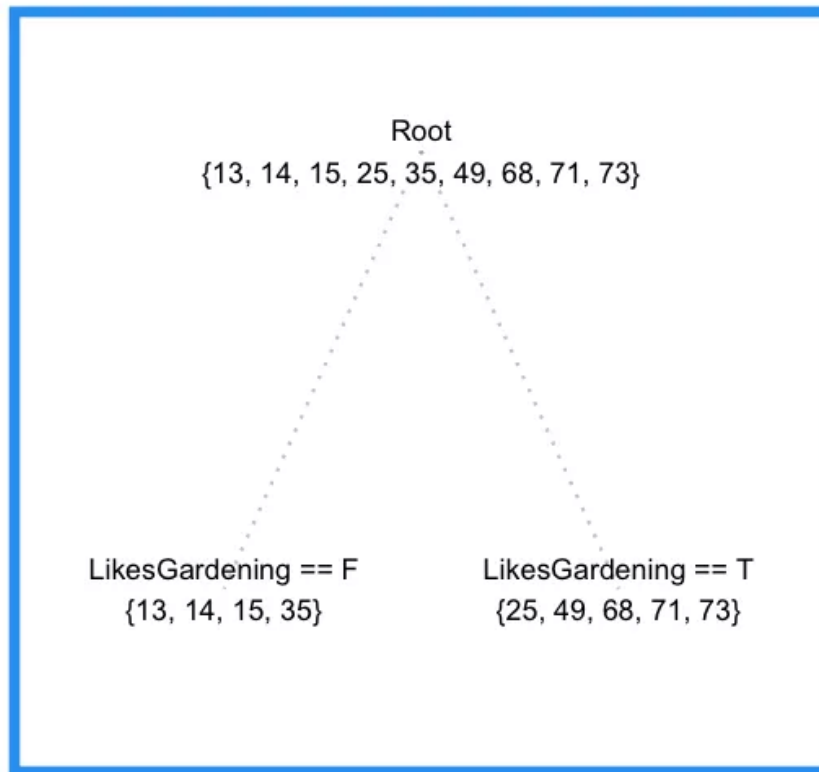 Root
{13, 14, 15, 25, 35, 49, 68, 71, 73}
LikesGardening == F
LikesGardening == T
{13, 14, 15, 35}
{25, 49, 68, 71, 73}